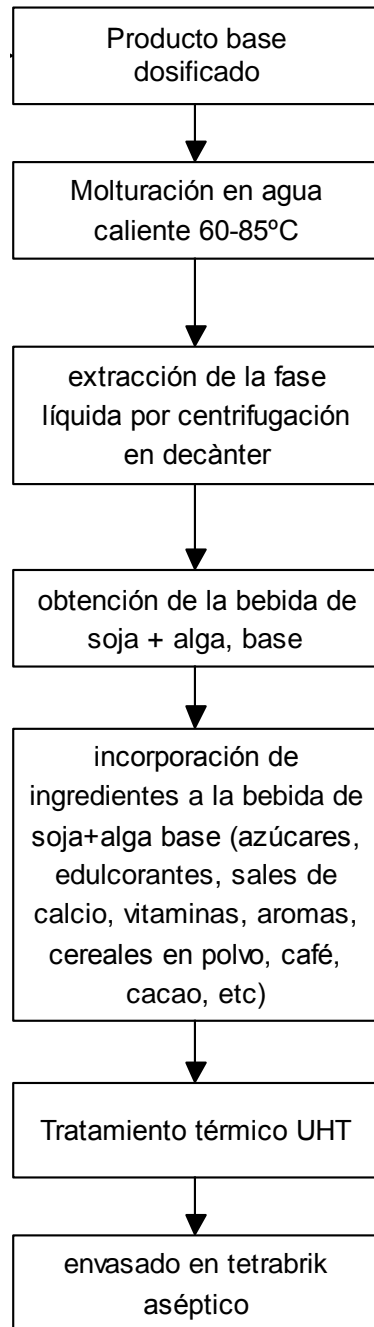 Producto base
dosificado
Molturación en agua
caliente 60-85ºC
extracción de la fase
líquida por centrifugación
en decànter
obtención de la bebida de
soja + alga, base
incorporación de
ingredientes a la bebida de
soja+alga base (azúcares,
edulcorantes, sales de
calcio, vitaminas, aromas,
cereales en polvo, café,
cacao, etc)
Tratamiento térmico UHT
envasado en tetrabrik
aséptico